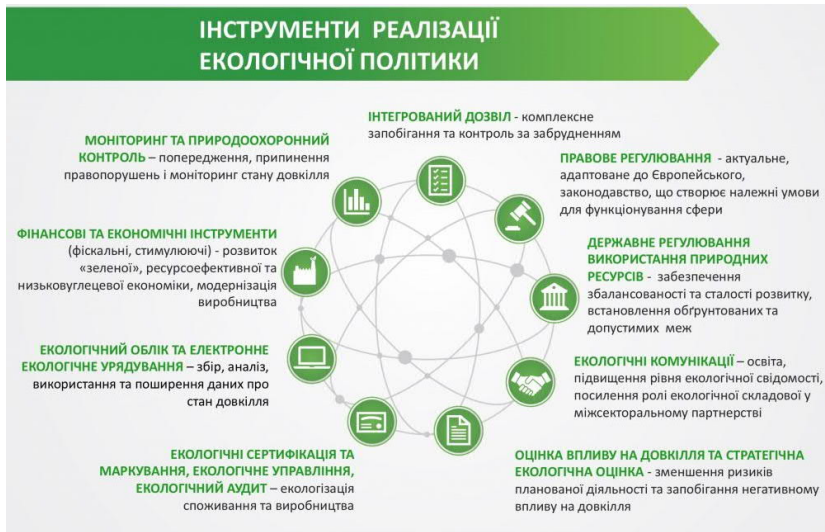 ІНСТРУМЕНТИ РЕАЛІЗАЦІЇ
ЕКОЛОГІЧНОЇ ПОЛІТИКИ
ІНТЕГРОВАНИЙ ДОЗВІЛ - комплексне
запобігання та контроль за забрудненням
МОНІТОРИНГ ТА ПРИРОДООХОРОННИЙ
КОНТРОЛЬ – попередження, припинення
правопорушень і моніторинг стану довкілля
ПРАВОВЕ РЕГУЛЮВАННЯ - актуальне,
адаптоване до Європейського,
законодавство, що створює належні умови
для функціонування сфери
ФІНАНСОВІ ТА ЕКОНОМІЧНІ ІНСТРУМЕНТИ
(фіскальні, стимулюючі) - розвиток
«зеленої», ресурсоефективної та
низьковуглецевої економіки, модернізація
виробництва
ДЕРЖАВНЕ РЕГУЛЮВАННЯ
ВИКОРИСТАННЯ ПРИРОДНИХ
РЕСУРСІВ - забезпечення
збалансованості та сталості розвитку,
встановлення обґрунтованих та
допустимих меж
ЕКОЛОГІЧНИЙ ОБЛІК ТА ЕЛЕКТРОННЕ
ЕКОЛОГІЧНЕ УРЯДУВАННЯ – збір, аналіз,
використання та поширення даних про
стан довкілля
ЕКОЛОГІЧНІ КОМУНІКАЦІЇ – освіта,
підвищення рівня екологічної свідомості,
посилення ролі екологічної складової у
міжсекторальному партнерстві
ЕКОЛОГІЧНІ СЕРТИФІКАЦІЯ ТА
МАРКУВАННЯ, ЕКОЛОГІЧНЕ УПРАВЛІННЯ,
ЕКОЛОГІЧНИЙ АУДИТ – екологізація
споживання та виробництва
ОЦІНКА ВПЛИВУ НА ДОВКІЛЛЯ ТА СТРАТЕГІЧНА
ЕКОЛОГІЧНА ОЦІНКА - зменшення ризиків
планованої діяльності та запобігання негативному
впливу на довкілля